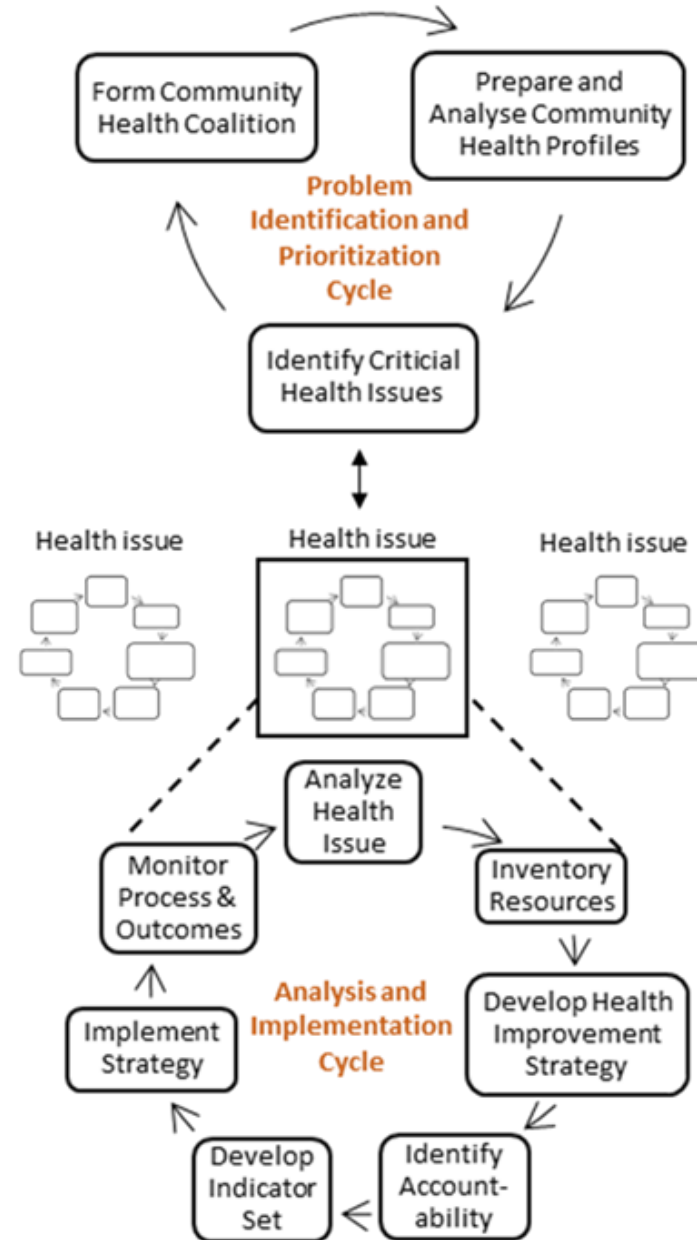 Form Community
Health Coalition
Prepare and
Analyse Community
Health Profiles
Problem
Identification and
Prioritization
Cycle
Identify Criticial
Health Issues
Health issue
Health issue
Health issue
Analyze
Health
Issue
Monitor
Process &
Outcomes
Inventory
Resources
Analysis and
Implementation
Cycle
Implement
Strategy
Develop Health
Improvement
Strategy
Develop
Indicator
Set
Identify
Account-
ability